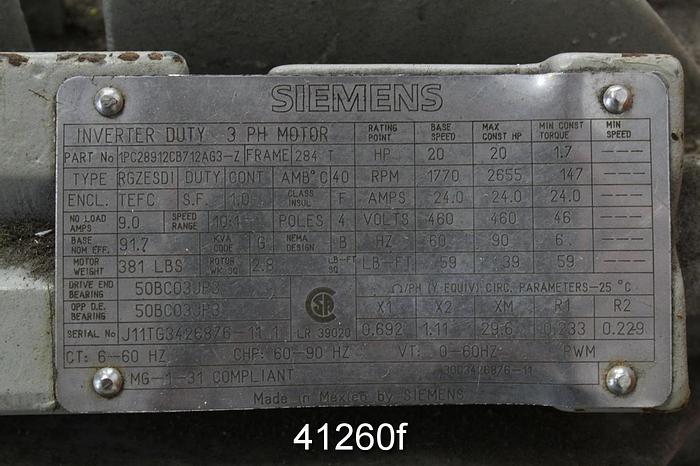 SIEMENS
INVERTER DUTY 3 PH MOTOR RATING POINT BASE SPEED MAX CONST HP MIN CONST TORQUE MIN SPEED
PART No 1PC28912CB712AG3-Z FRAME 284 T HP 20 20 1.7 ---
TYPE RGZESDI DUTY CONT AMB°C 40 RPM 1770 2655 147 ---
ENCL. TEFC S.F. 1.0 CLASS INSUL F AMPS 24.0 24.0 24.0 ---
NO LOAD AMPS 9.0 SPEED RANGE 10:1 POLES 4 VOLTS 460 460 46 ---
BASE NOM EFF. 91.7 KVA CODE G NEMA DESIGN B HZ 60 90 6 ---
MOTOR WEIGHT 381 LBS ROTOR WK SQ 2.8 LB-FT SQ LB-FT 59 39 59 ---
DRIVE END BEARING 50BC03JP3 Ω/PH (Y EQUIV) CIRC. PARAMETERS-25 °C
OPP D.E. BEARING 50BC03JP3 X1 X2 XM R1 R2
SERIAL No J11TG3426876-11 1 LR 39020 0.692 1.11 29.6 0.233 0.229
CT: 6-60 HZ CHP: 60-90 HZ VT: 0-60HZ PWM
MG-1-31 COMPLIANT 3003426876-11
Made in Mexico by SIEMENS
41260f